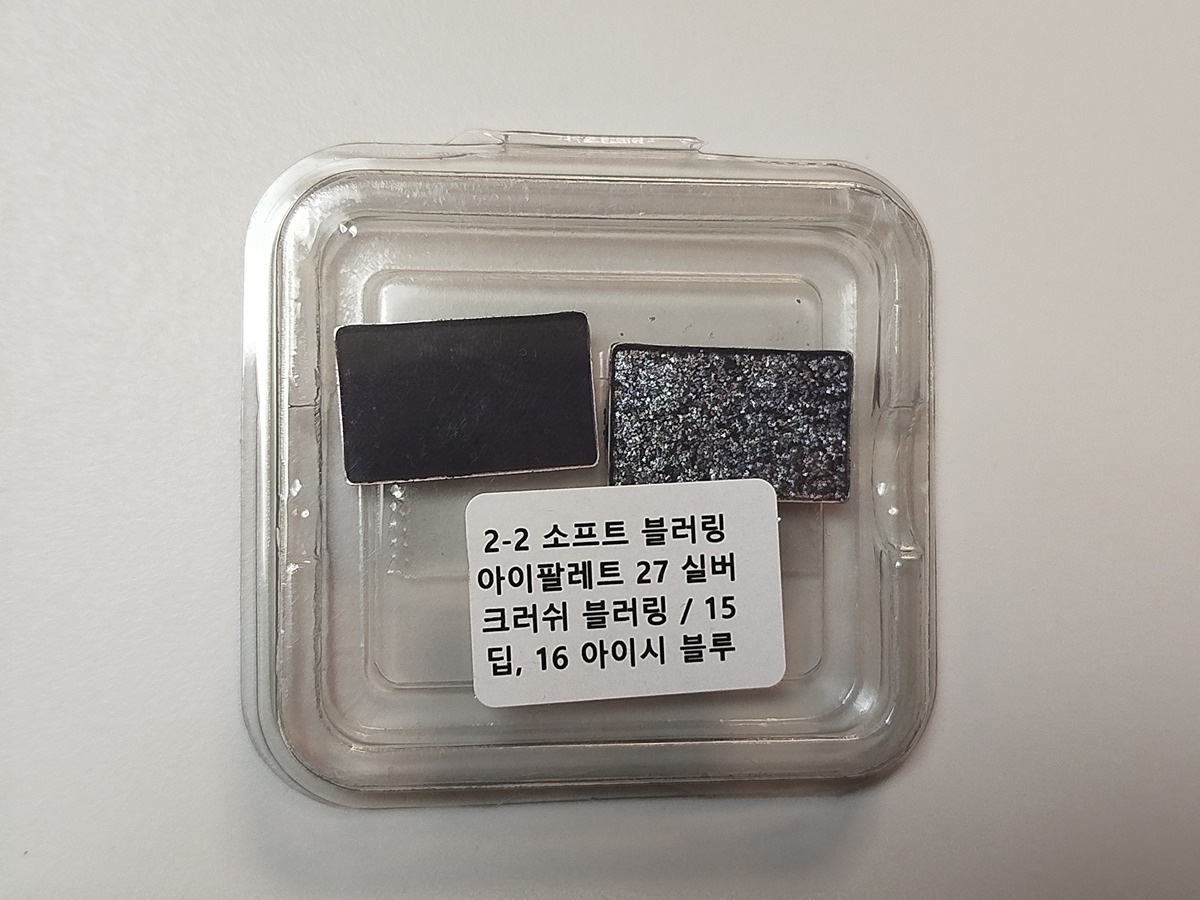 2-2 소프트 블러링
아이팔레트 27 실버
크러쉬 블러링 / 15
딥, 16 아이시 블루